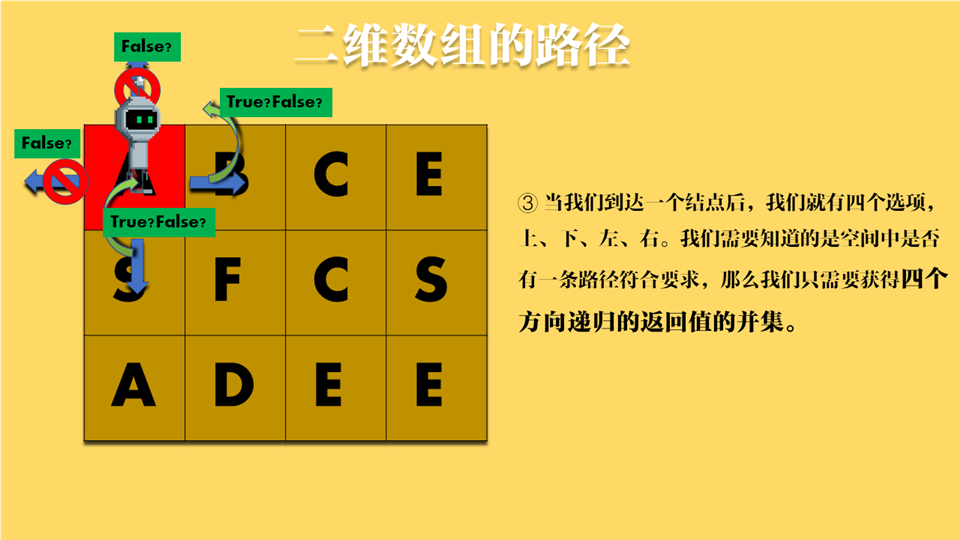 二维数组的路径
False?
True?False?
False?
A B C E
True?False?
S F C S
A D E E
③ 当我们到达一个结点后，我们就有四个选项，
上、下、左、右。我们需要知道的是空间中是否
有一条路径符合要求，那么我们只需要获得四个
方向递归的返回值的并集。